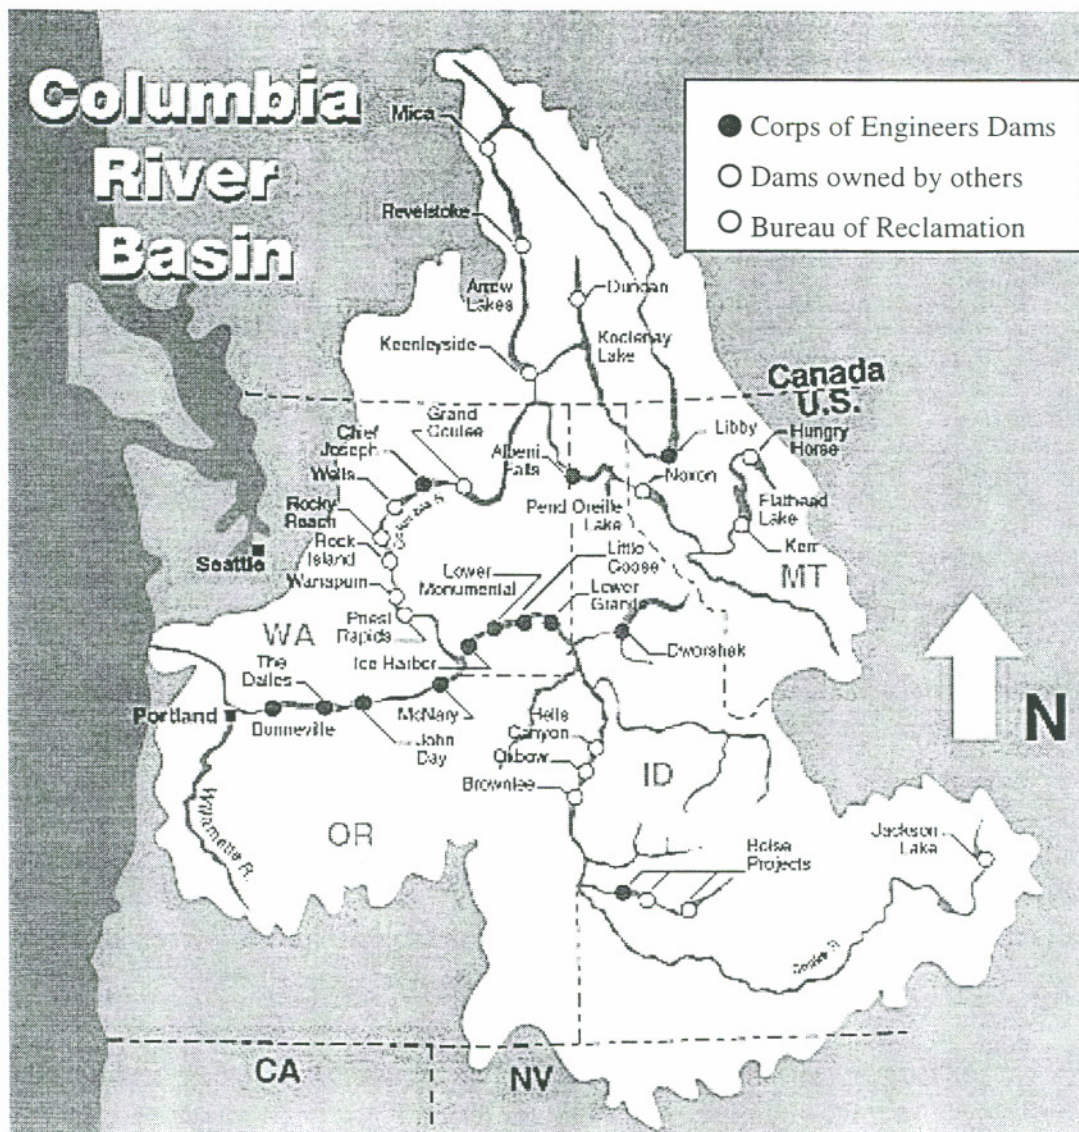 Columbia
River
Basin
Corps of Engineers Dams
Dams owned by others
Bureau of Reclamation
Mica
Revelstoke
Arrow
Lakes
Duncan
Keenleyside
Kootenay
Lake
Canada
U.S.
Grand
Coulee
Chief
Joseph
Albeni
Falls
Libby
Hungry
Horse
Wells
Noxon
Rocky
Reach
Pend Oreille
Lake
Flathead
Lake
Rock
Island
Kerr
Seattle
Little
Goose
Lower
Monumental
Wanapum
Lower
MT
Priest
Rapids
WA
Ice Harbor
Dworshak
The
Dalles
Portland
Bonneville
McNary
John
Day
N
Hells
Canyon
Oxbow
Brownlee
ID
Willamette R.
OR
Boise
Projects
Jackson
Lake
CA
NV